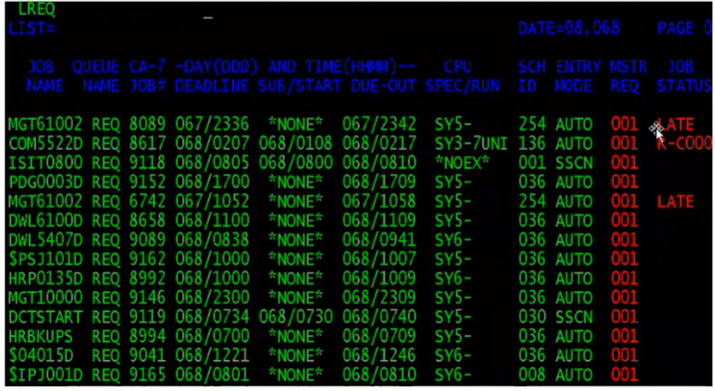 LREQ
LIST= DATE=08.068 PAGE 0
JOB QUEUE CA-7 -DAY(DDD) AND TIME(HHMM)-- CPU SCH ENTRY MSTR JOB
NAME NAME JOB# DEADLINE SUB/START DUE-OUT SPEC/RUN ID MODE REQ STATUS
MGT61002 REQ 8089 067/2336 *NONE* 067/2342 SY5- 254 AUTO 001 LATE
COM5522D REQ 8617 068/0207 068/0108 068/0217 SY3-7UNI 136 AUTO 001 R-C000
ISIT0800 REQ 9118 068/0805 068/0800 068/0810 *NOEX* 001 SSCN 001
PDG0003D REQ 9152 068/1700 *NONE* 068/1709 SY5- 036 AUTO 001
MGT61002 REQ 6742 067/1052 *NONE* 067/1058 SY5- 254 AUTO 001 LATE
DWL6100D REQ 8658 068/1100 *NONE* 068/1109 SY5- 036 AUTO 001
DWL5407D REQ 9089 068/0838 *NONE* 068/0941 SY6- 036 AUTO 001
$PSJ101D REQ 9162 068/1000 *NONE* 068/1007 SY5- 036 AUTO 001
HRP0135D REQ 8992 068/1000 *NONE* 068/1009 SY6- 036 AUTO 001
MGT10000 REQ 9146 068/2300 *NONE* 068/2309 SY5- 036 AUTO 001
DCTSTART REQ 9119 068/0734 068/0730 068/0740 SY5- 030 SSCN 001
HRBKUPS REQ 8994 068/0700 *NONE* 068/0709 SY5- 036 AUTO 001
$04015D REQ 9041 068/1221 *NONE* 068/1246 SY6- 036 AUTO 001
$IPJ001D REQ 9165 068/0801 *NONE* 068/0810 SY6- 008 AUTO 001